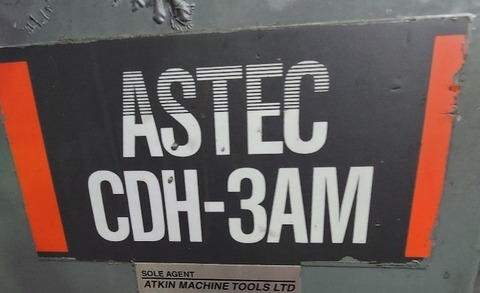 ASTEC
CDH-3AM
SOLE AGENT
ATKIN MACHINE TOOLS LTD